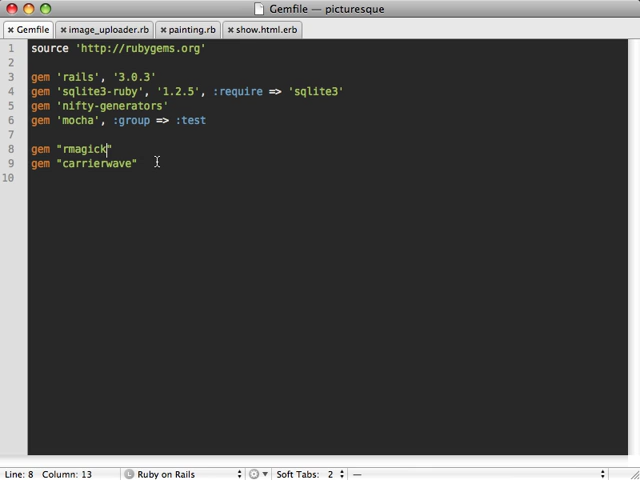 Gemfile — picturesque
Gemfile image_uploader.rb painting.rb show.html.erb
1 source 'http://rubygems.org'
2
3 gem 'rails', '3.0.3'
4 gem 'sqlite3-ruby', '1.2.5', :require => 'sqlite3'
5 gem 'nifty-generators'
6 gem 'mocha', :group => :test
7
8 gem "rmagick"
9 gem "carrierwave"
10
Line: 8 Column: 13 Ruby on Rails Soft Tabs: 2 —